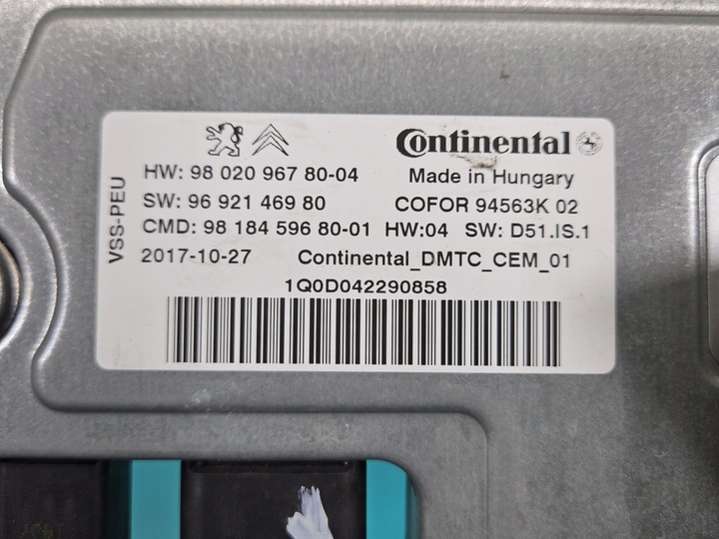 Continental
HW: 98 020 967 80-04
Made in Hungary
SW: 96 921 469 80
COFOR 94563K 02
CMD: 98 184 596 80-01 HW:04 SW: D51.IS.1
2017-10-27 Continental_DMTC_CEM_01
1Q0D042290858
VSS-PEU